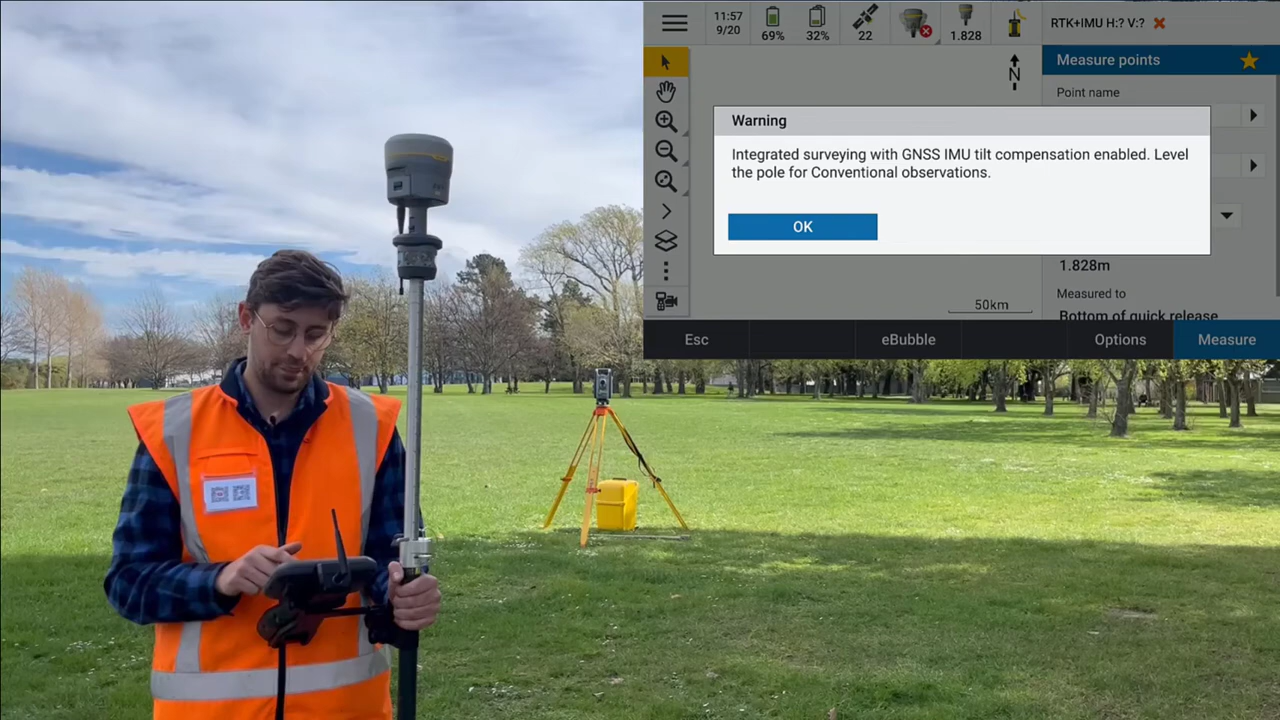 11:57
9/20
69%
32%
22
1.828
RTK+IMU H:? V:?
Measure points
N
Point name
Warning
Integrated surveying with GNSS IMU tilt compensation enabled. Level
the pole for Conventional observations.
OK
1.828m
Measured to
50km
Bottom of quick release
Esc
eBubble
Options
Measure